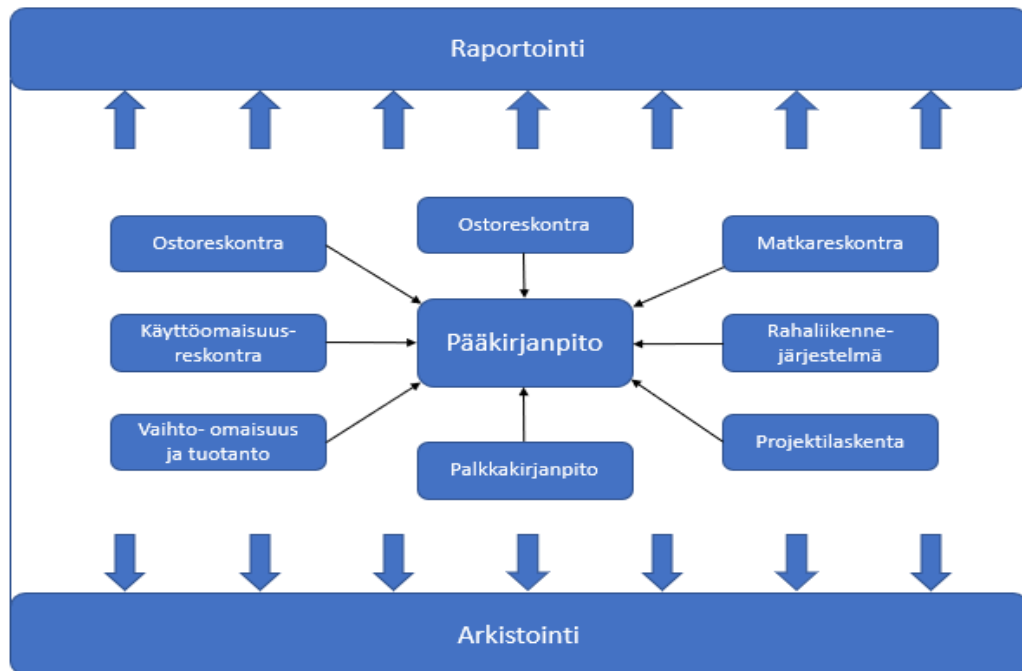 Raportointi
Ostoreskontra
Ostoreskontra
Matkareskontra
Käyttöomaisuus-
reskontra
Pääkirjanpito
Rahaliikenne-
järjestelmä
Vaihto- omaisuus
ja tuotanto
Palkkakirjanpito
Projektilaskenta
Arkistointi